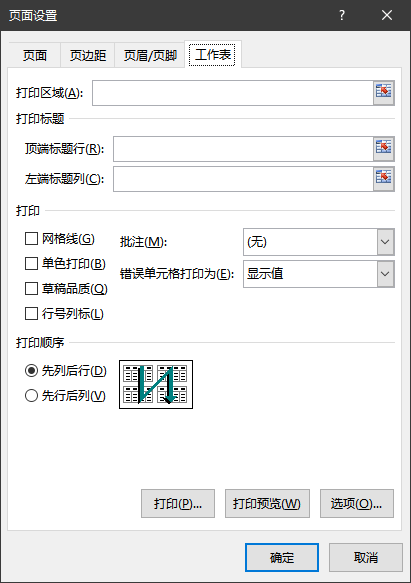 页面设置
?
页面 页边距 页眉/页脚 工作表
打印区域(A):
打印标题
顶端标题行(R):
左端标题列(C):
打印
网格线(G) 批注(M): (无)
单色打印(B)
错误单元格打印为(E): 显示值
草稿品质(Q)
行号列标(L)
打印顺序
先列后行(D)
先行后列(V)
打印(P)... 打印预览(W) 选项(O)...
确定 取消